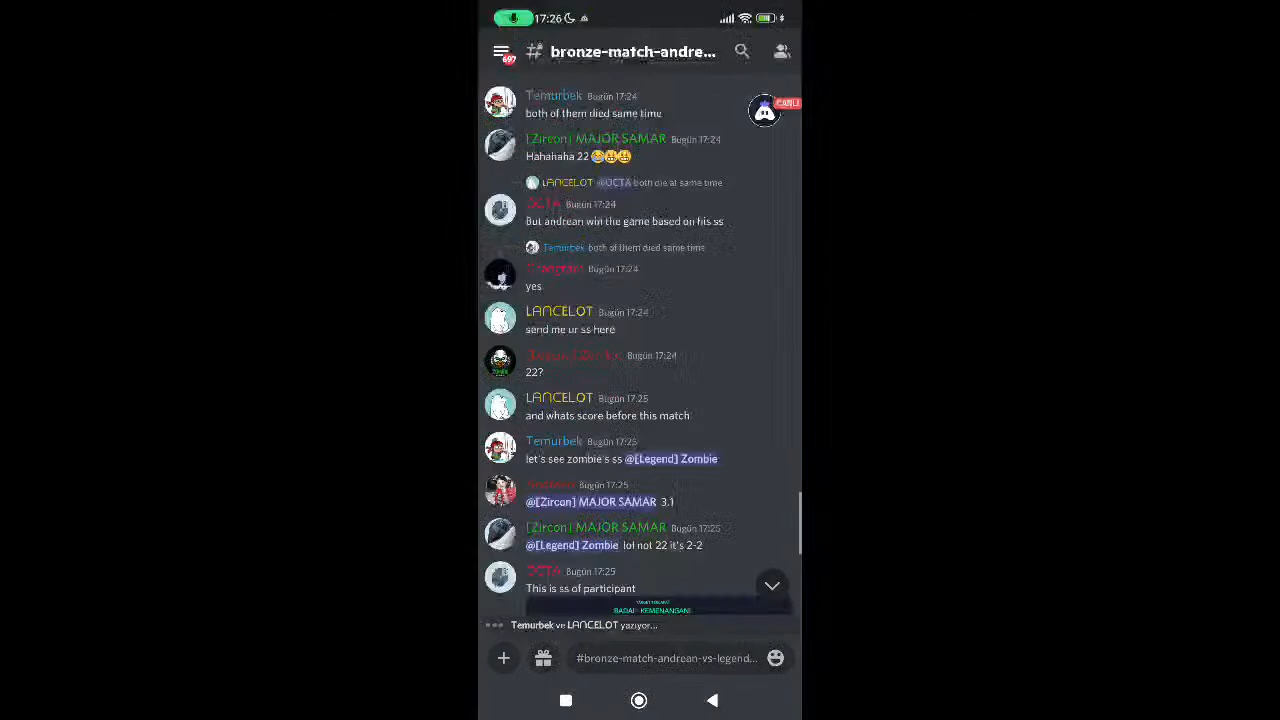 17:26
# bronze-match-andre...
697
CANLI
Temurbek Bugün 17:24
both of them died same time
[Zircon] MAJOR SAMAR Bugün 17:24
Hahahaha 22 😂😬😬
LANCELOT @OCTA both die at same time
OCTA Bugün 17:24
But andrean win the game based on his ss
Temurbek both of them died same time
Bugün 17:24
yes
LANCELOT Bugün 17:24
send me ur ss here
Bugün 17:24
22?
LANCELOT Bugün 17:25
and whats score before this match
Temurbek Bugün 17:25
let's see zombie's ss @[Legend] Zombie
Bugün 17:25
@[Zircon] MAJOR SAMAR 3.1
[Zircon] MAJOR SAMAR Bugün 17:25
@[Legend] Zombie lol not 22 it's 2-2
OCTA Bugün 17:25
This is ss of participant
KEMENANGAN!
Temurbek ve LANCELOT yazıyor...
#bronze-match-andrean-vs-legend...